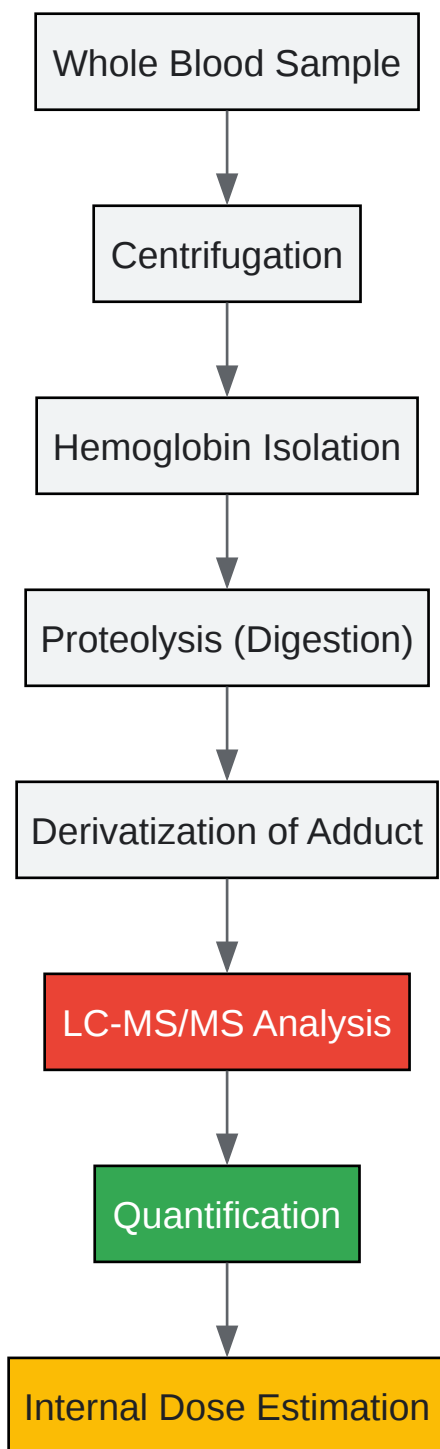 Whole Blood Sample
Centrifugation
Hemoglobin Isolation
Proteolysis (Digestion)
Derivatization of Adduct
LC-MS/MS Analysis
Quantification
Internal Dose Estimation